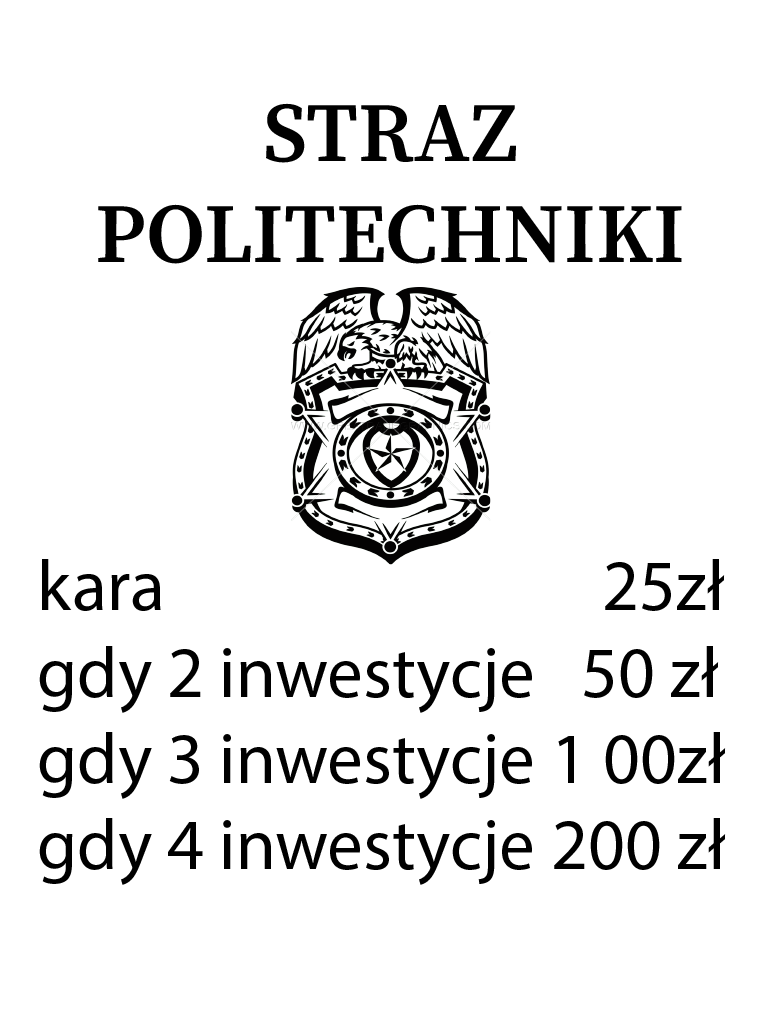 STRAZ
POLITECHNIKI
kara 25zł
gdy 2 inwestycje 50 zł
gdy 3 inwestycje 1 00zł
gdy 4 inwestycje 200 zł